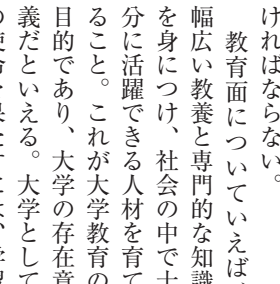 ければならない。
教育面についていえば
幅広い教養と専門的な知識
を身につけ、社会の中で十
分に活躍できる人材を育て
ること。これが大学教育の
目的であり、大学の存在意
義だといえる。大学として